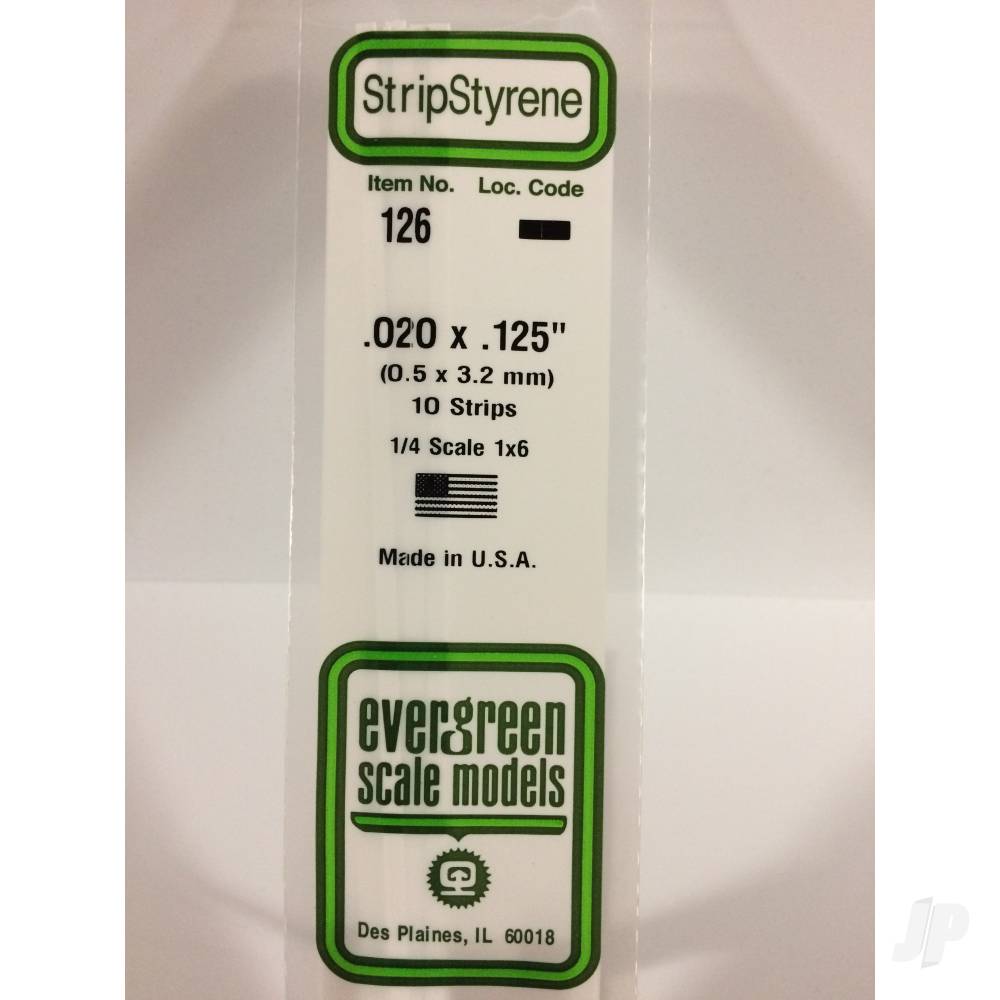 StripStyrene
Item No. Loc. Code
126
.020 x .125"
(0.5 x 3.2 mm)
10 Strips
1/4 Scale 1x6
Made in U.S.A.
evergreen
scale models
Des Plaines, IL 60018
JP